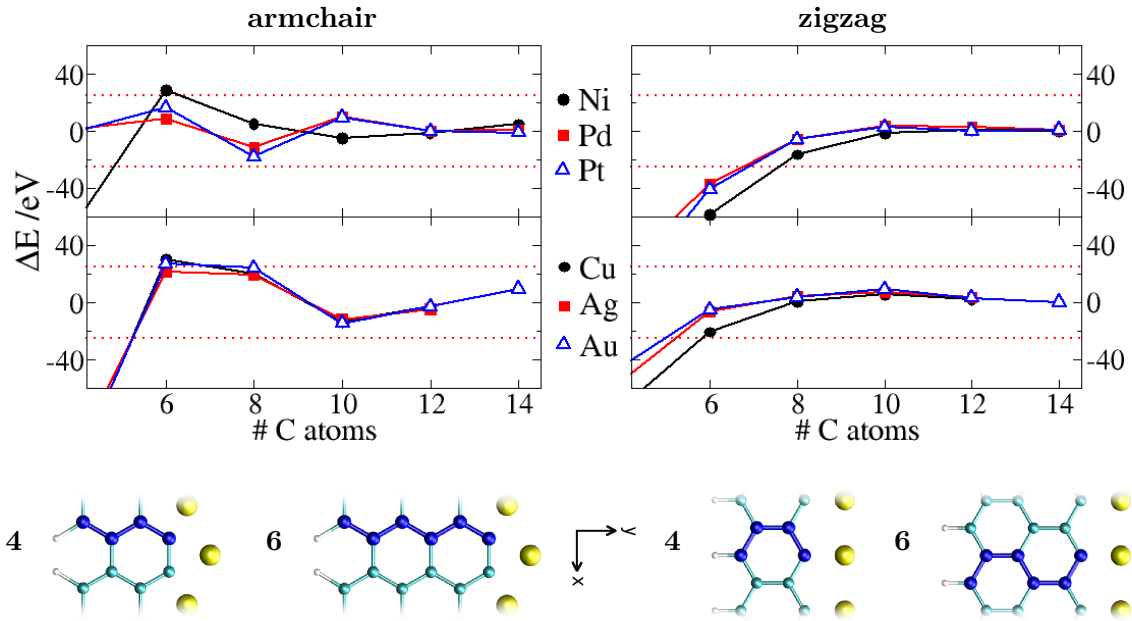 armchair zigzag
40 40
0 0
-40 -40
Ni
Pd
Pt
ΔE /eV
40 40
0 0
-40 -40
Cu
Ag
Au
6 8 10 12 14 6 8 10 12 14
# C atoms # C atoms
4 6 y x 4 6